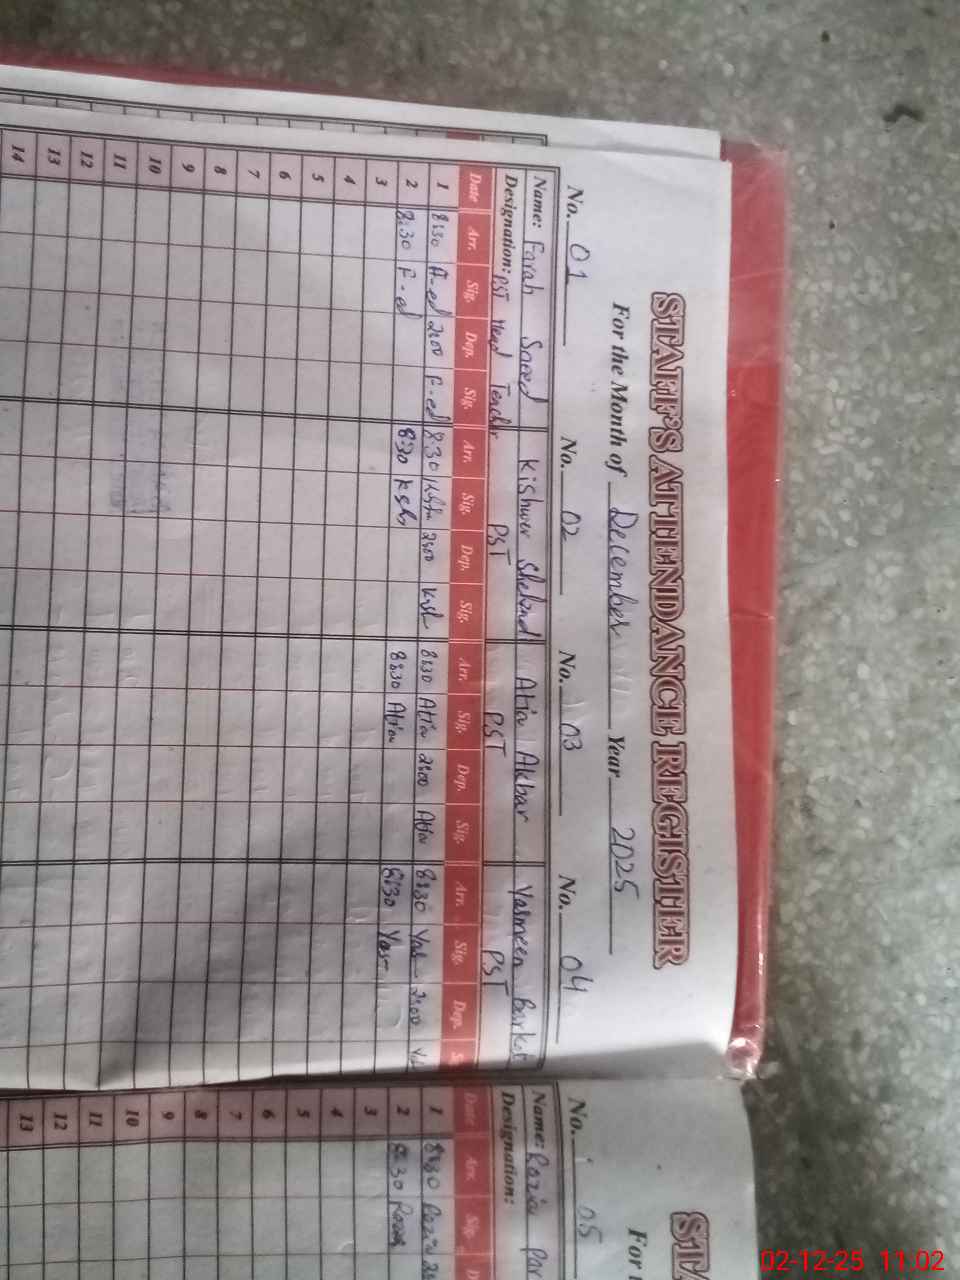 STAFF'S ATTENDANCE REGISTER
For the Month of December Year 2025
No. 01 No. 02 No. 03 No. 04
Name: Farah Saeed Kishwer Shehzadi Atia Akbar Yasmeen Barkat
Designation: PST Head Teacher PST PST PST
Date Arr. Sig. Dep. Sig. Arr. Sig. Dep. Sig. Arr. Sig. Dep. Sig. Arr. Sig. Dep.
1 8:30 2:00 F-ed 8:30 2:00 Kish 8:30 Atia 2:00 Atia 8:30 Yas 2:00
2 8:30 F-ed 8:30 8:30 Atia 8:30 Yas
3
4
5
6
7
8
9
10
11
12
13
14
No. 05
Name: Razia
Designation:
Date Arr. Sig.
1 8:30 Razia
2 8:30
3
4
5
6
7
8
9
10
11
12
13
02-12-25 11:02